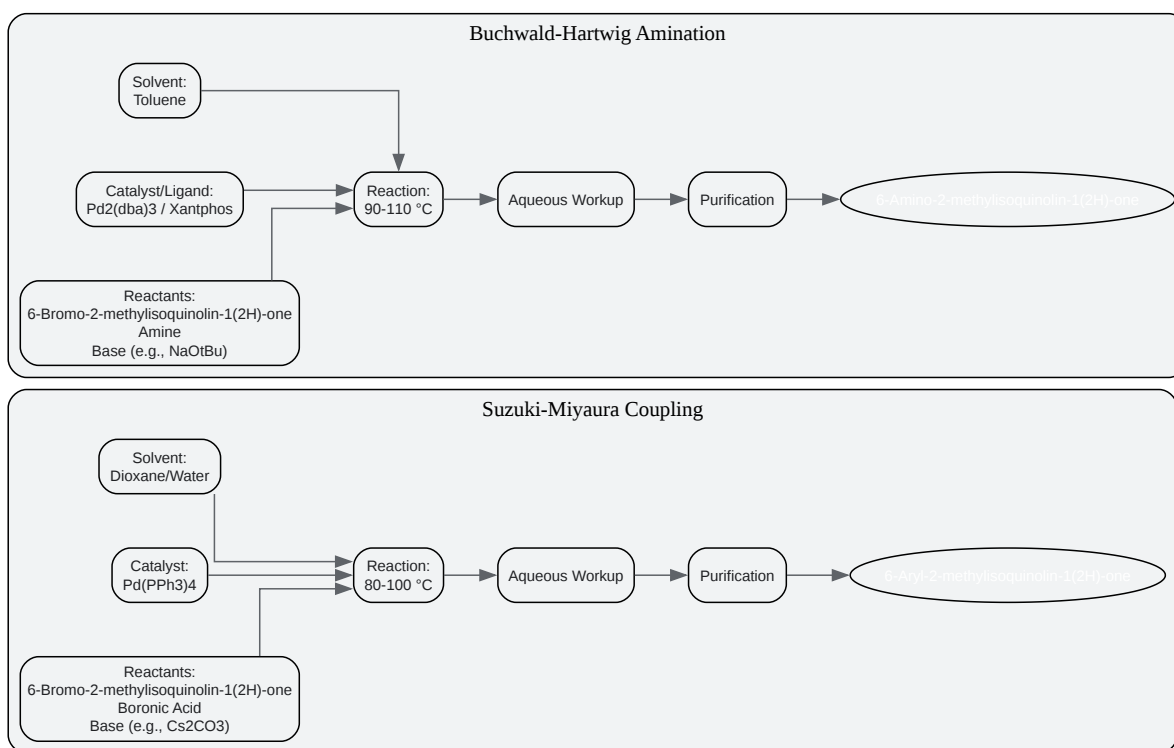 Buchwald-Hartwig Amination
Solvent:
Toluene
Catalyst/Ligand:
Pd2(dba)3 / Xantphos
Reaction:
90-110 °C
Aqueous Workup
Purification
6-Amino-2-methylisoquinolin-1(2H)-one
Reactants:
6-Bromo-2-methylisoquinolin-1(2H)-one
Amine
Base (e.g., NaOtBu)
Suzuki-Miyaura Coupling
Solvent:
Dioxane/Water
Catalyst:
Pd(PPh3)4
Reaction:
80-100 °C
Aqueous Workup
Purification
6-Aryl-2-methylisoquinolin-1(2H)-one
Reactants:
6-Bromo-2-methylisoquinolin-1(2H)-one
Boronic Acid
Base (e.g., Cs2CO3)